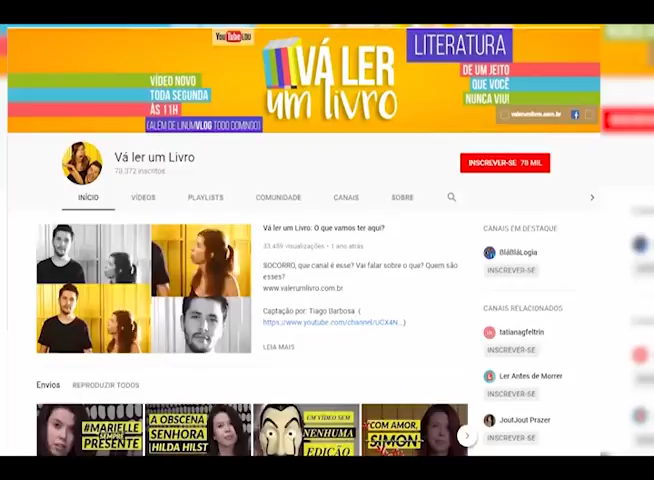 YouTube EDU
VÁ LER
um livro
LITERATURA
DE UM JEITO
QUE VOCÊ
NUNCA VIU!
VÍDEO NOVO
TODA SEGUNDA
ÀS 11H
(ALÉM DE LINUMVLOG TODO DOMINGO)
valerumlivro.com.br
Vá ler um Livro
78.372 inscritos
INSCREVER-SE 78 MIL
INÍCIO
VÍDEOS
PLAYLISTS
COMUNIDADE
CANAIS
SOBRE
Vá ler um Livro: O que vamos ter aqui?
33.459 visualizações • 1 ano atrás
SOCORRO, que canal é esse? Vai falar sobre o que? Quem são
esses?
www.valerumlivro.com.br
Captação por: Tiago Barbosa (
https://www.youtube.com/channel/UCX4N...)
LEIA MAIS
CANAIS EM DESTAQUE
BláBláLogia
INSCREVER-SE
CANAIS RELACIONADOS
tatianagfeltrin
INSCREVER-SE
Ler Antes de Morrer
INSCREVER-SE
JoutJout Prazer
INSCREVER-SE
Envios
REPRODUZIR TODOS
#MARIELLE
SEMPRE
PRESENTE
A OBSCENA
SENHORA
HILDA HILST
UM VÍDEO SEM
NENHUMA
EDIÇÃO
COM AMOR,
SIMON